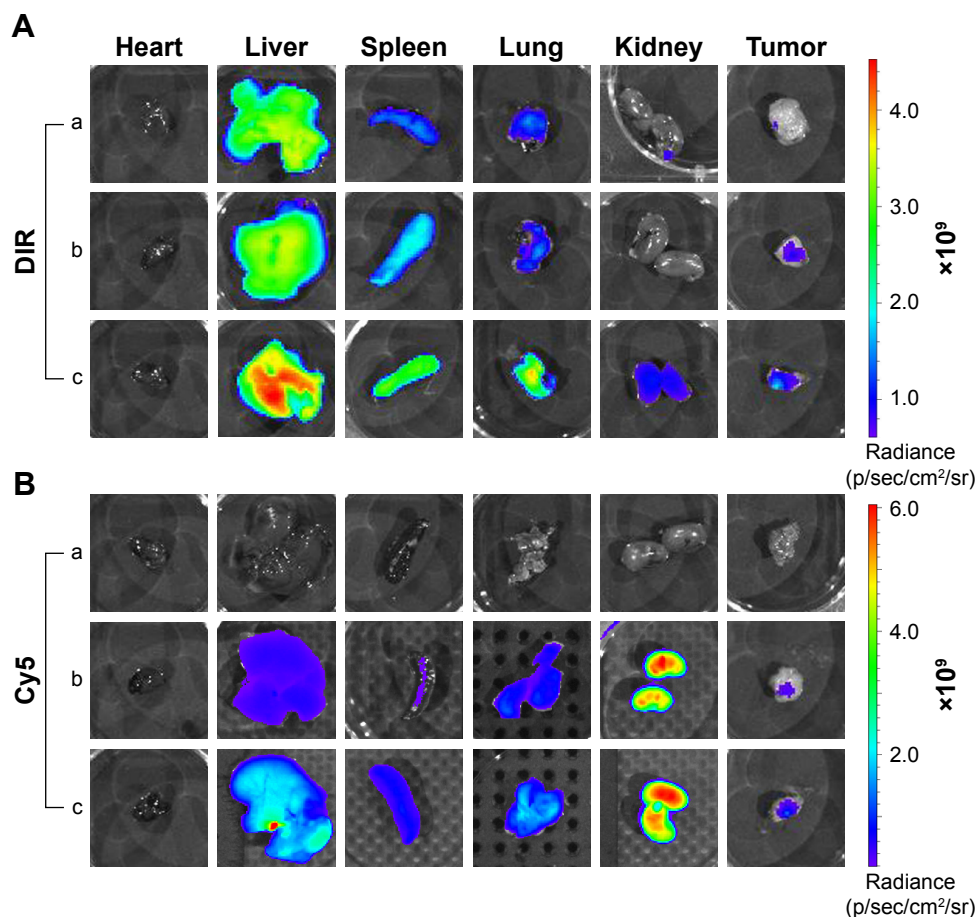 A
Heart Liver Spleen Lung Kidney Tumor
DIR
a
b
c
4.0
3.0
2.0
1.0
×10⁹
Radiance
(p/sec/cm²/sr)
B
Cy5
a
b
c
6.0
4.0
2.0
×10⁹
Radiance
(p/sec/cm²/sr)